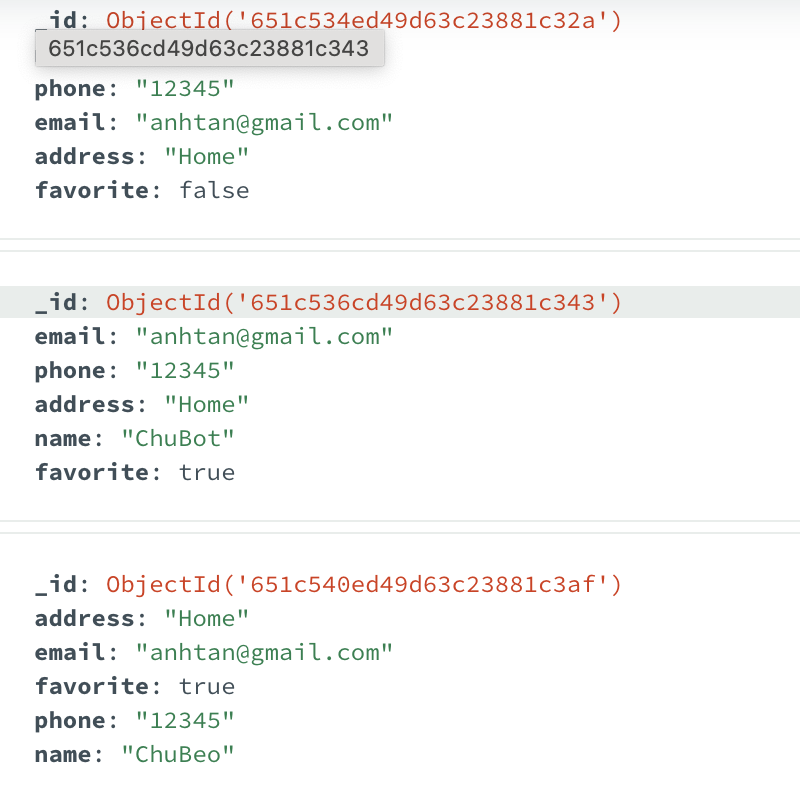 _id: ObjectId('651c534ed49d63c23881c32a')
651c536cd49d63c23881c343
phone: "12345"
email: "anhtan@gmail.com"
address: "Home"
favorite: false
_id: ObjectId('651c536cd49d63c23881c343')
email: "anhtan@gmail.com"
phone: "12345"
address: "Home"
name: "ChuBot"
favorite: true
_id: ObjectId('651c540ed49d63c23881c3af')
address: "Home"
email: "anhtan@gmail.com"
favorite: true
phone: "12345"
name: "ChuBeo"